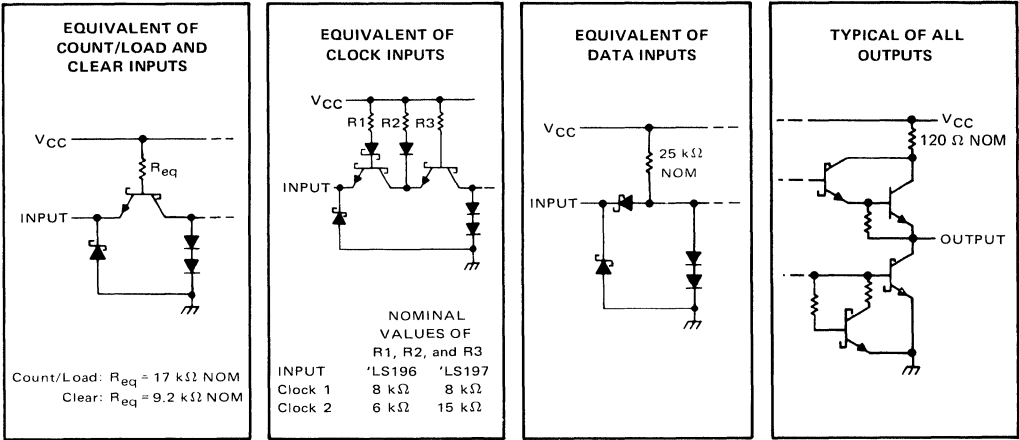 EQUIVALENT OF
COUNT/LOAD AND
CLEAR INPUTS
VCC
Req
INPUT
Count/Load: Req = 17 kΩ NOM
Clear: Req = 9.2 kΩ NOM
EQUIVALENT OF
CLOCK INPUTS
VCC
R1 R2 R3
INPUT
NOMINAL
VALUES OF
R1, R2, and R3
INPUT 'LS196 'LS197
Clock 1 8 kΩ 8 kΩ
Clock 2 6 kΩ 15 kΩ
EQUIVALENT OF
DATA INPUTS
VCC
25 kΩ
NOM
INPUT
TYPICAL OF ALL
OUTPUTS
VCC
120 Ω NOM
OUTPUT